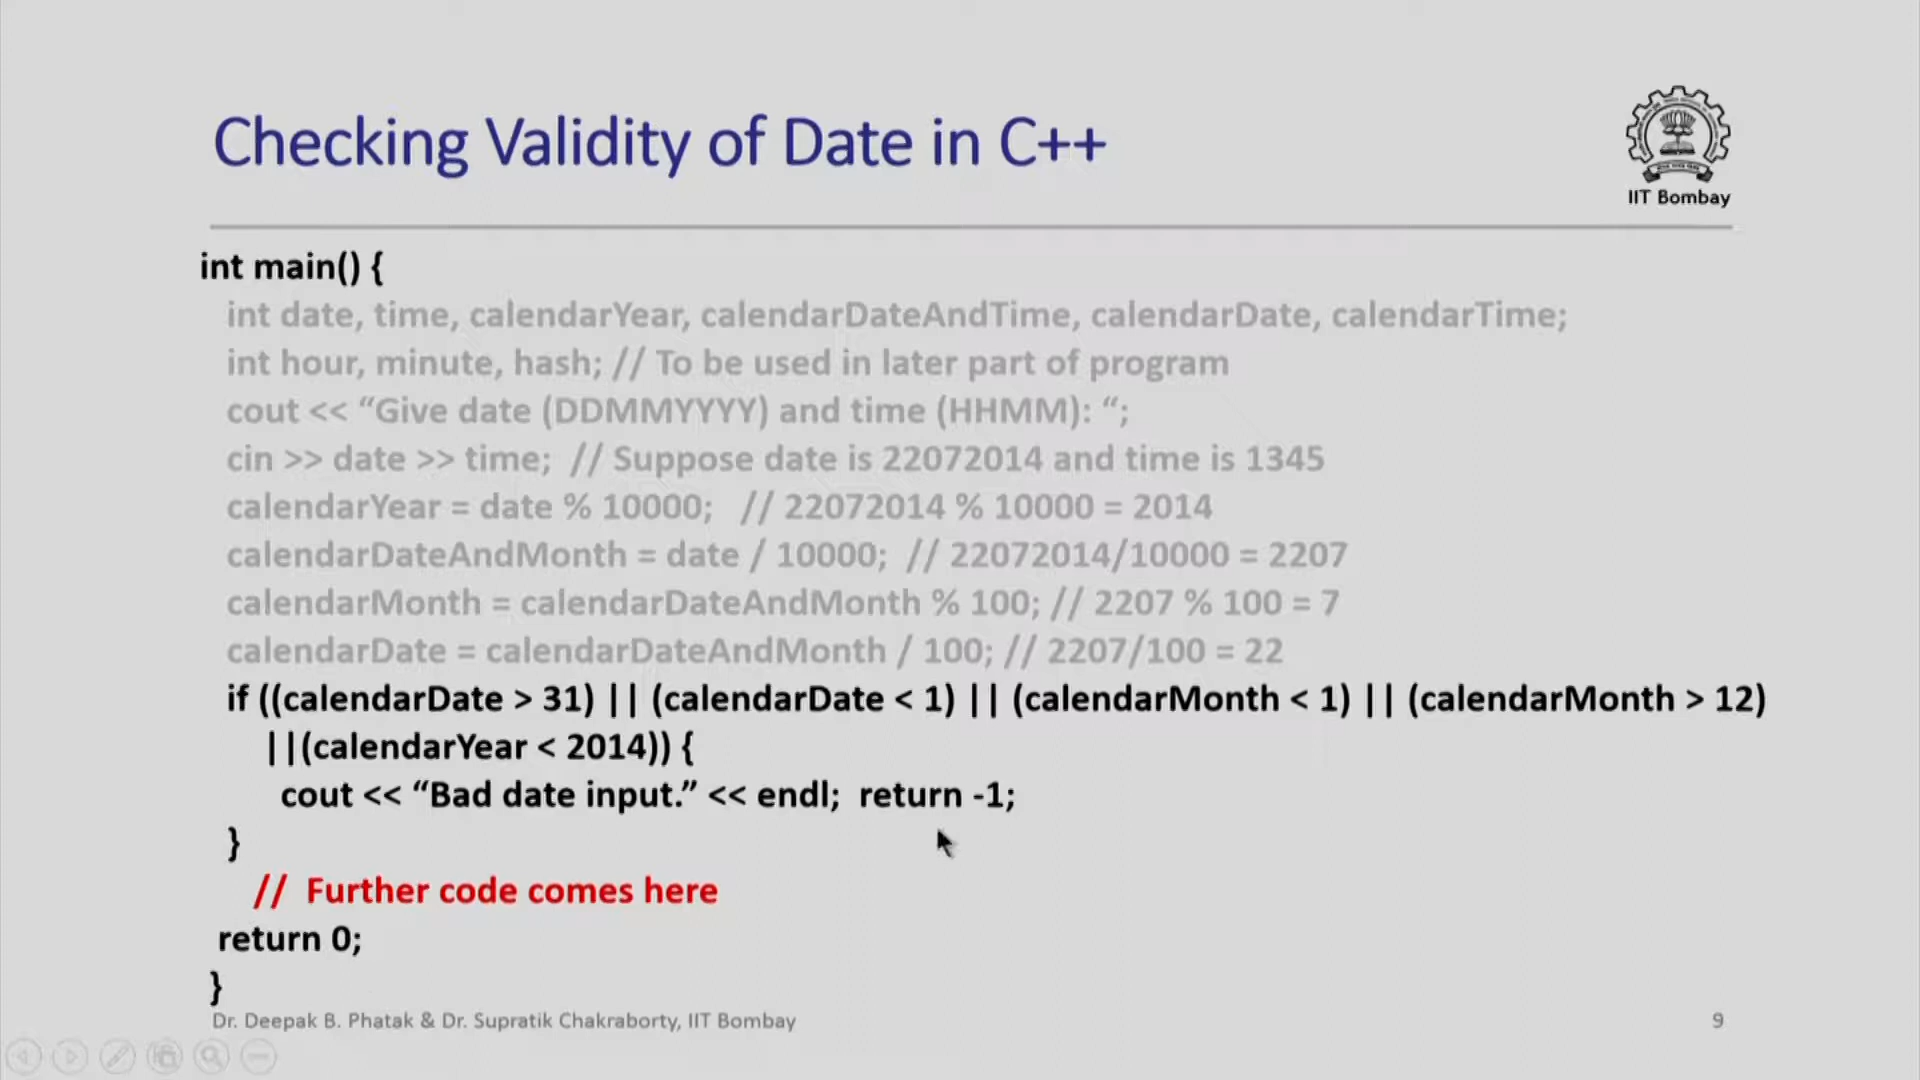 Checking Validity of Date in C++
IIT Bombay
int main() {
int date, time, calendarYear, calendarDateAndTime, calendarDate, calendarTime;
int hour, minute, hash; // To be used in later part of program
cout << “Give date (DDMMYYYY) and time (HHMM): “;
cin >> date >> time; // Suppose date is 22072014 and time is 1345
calendarYear = date % 10000; // 22072014 % 10000 = 2014
calendarDateAndMonth = date / 10000; // 22072014/10000 = 2207
calendarMonth = calendarDateAndMonth % 100; // 2207 % 100 = 7
calendarDate = calendarDateAndMonth / 100; // 2207/100 = 22
if ((calendarDate > 31) || (calendarDate < 1) || (calendarMonth < 1) || (calendarMonth > 12)
||(calendarYear < 2014)) {
cout << “Bad date input.” << endl; return -1;
}
// Further code comes here
return 0;
}
Dr. Deepak B. Phatak & Dr. Supratik Chakraborty, IIT Bombay
9